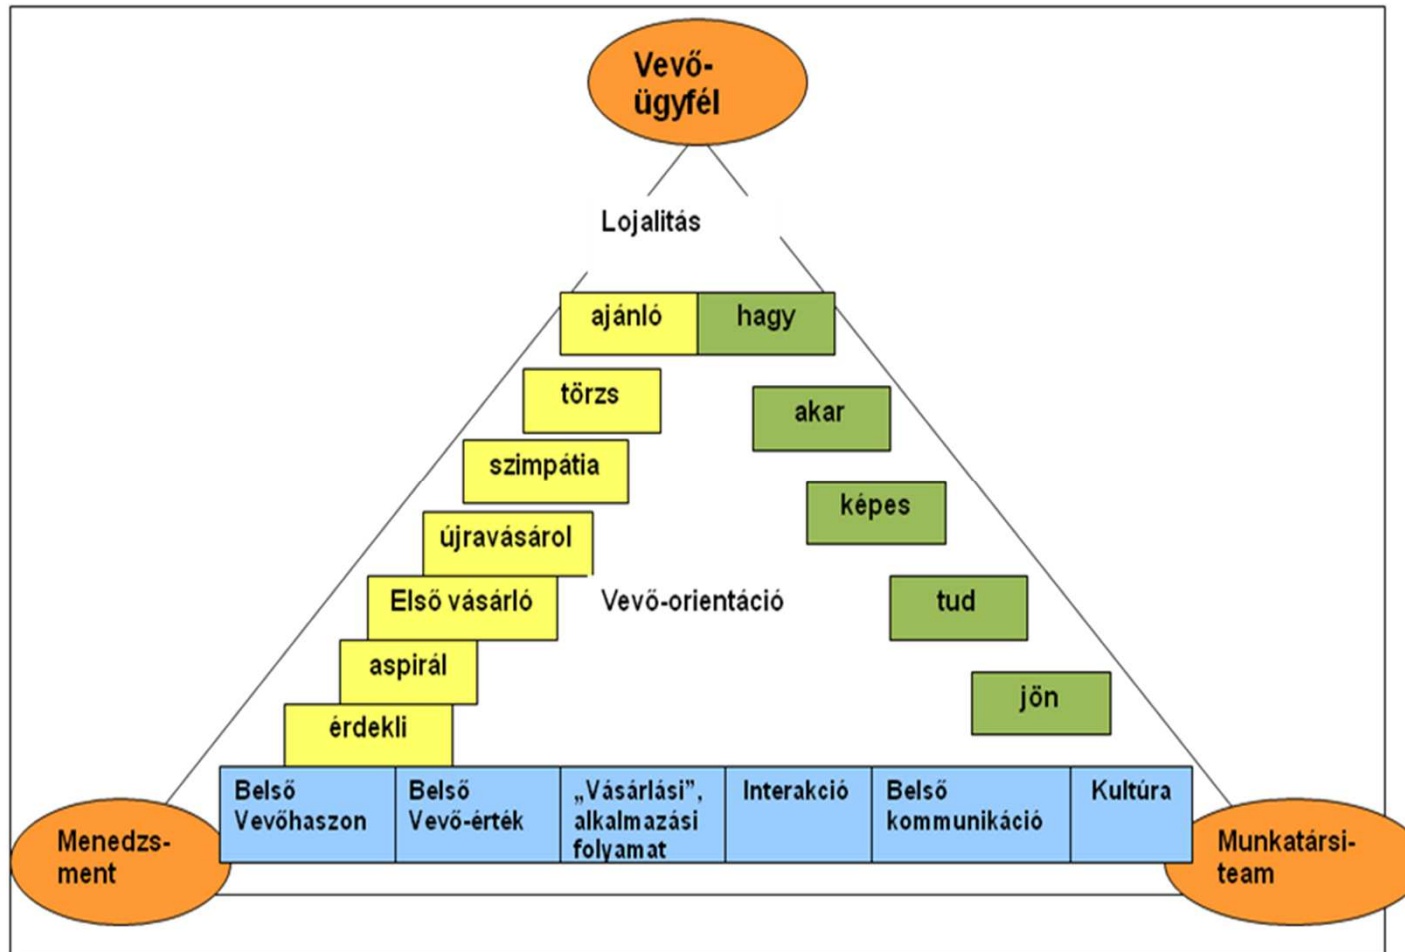 Vevő-
ügyfél
Lojalitás
ajánló
hagy
törzs
akar
szimpátia
képes
újravásárol
Első vásárló
Vevő-orientáció
tud
aspirál
jön
érdekli
Belső
Vevőhaszon
Belső
Vevő-érték
„Vásárlási”,
alkalmazási
folyamat
Interakció
Belső
kommunikáció
Kultúra
Menedzs-
ment
Munkatársi-
team